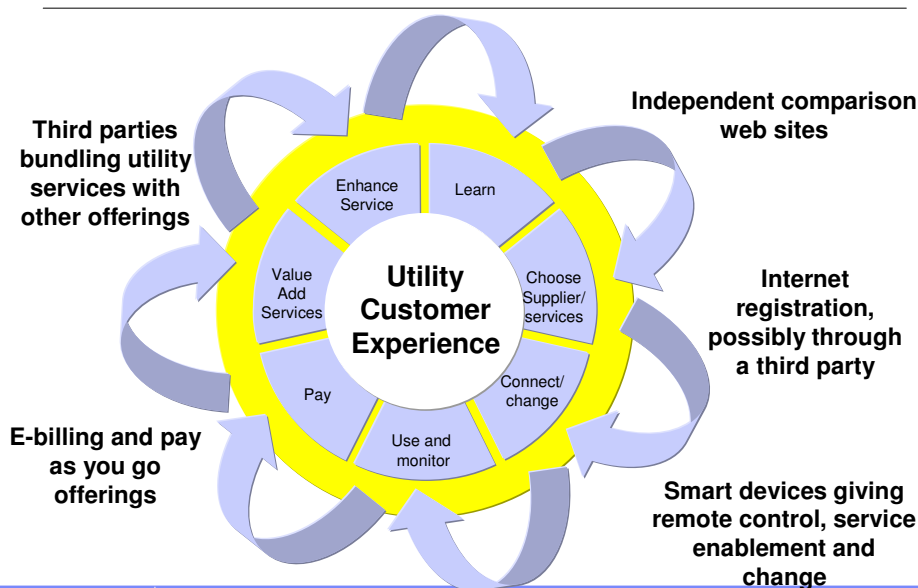 Independent comparison
web sites
Third parties
bundling utility
services with
other offerings
Enhance
Service
Learn
Value
Add
Services
Utility
Customer
Experience
Choose
Supplier/
services
Internet
registration,
possibly through
a third party
Pay
Connect/
change
Use and
monitor
E-billing and pay
as you go
offerings
Smart devices giving
remote control, service
enablement and
change